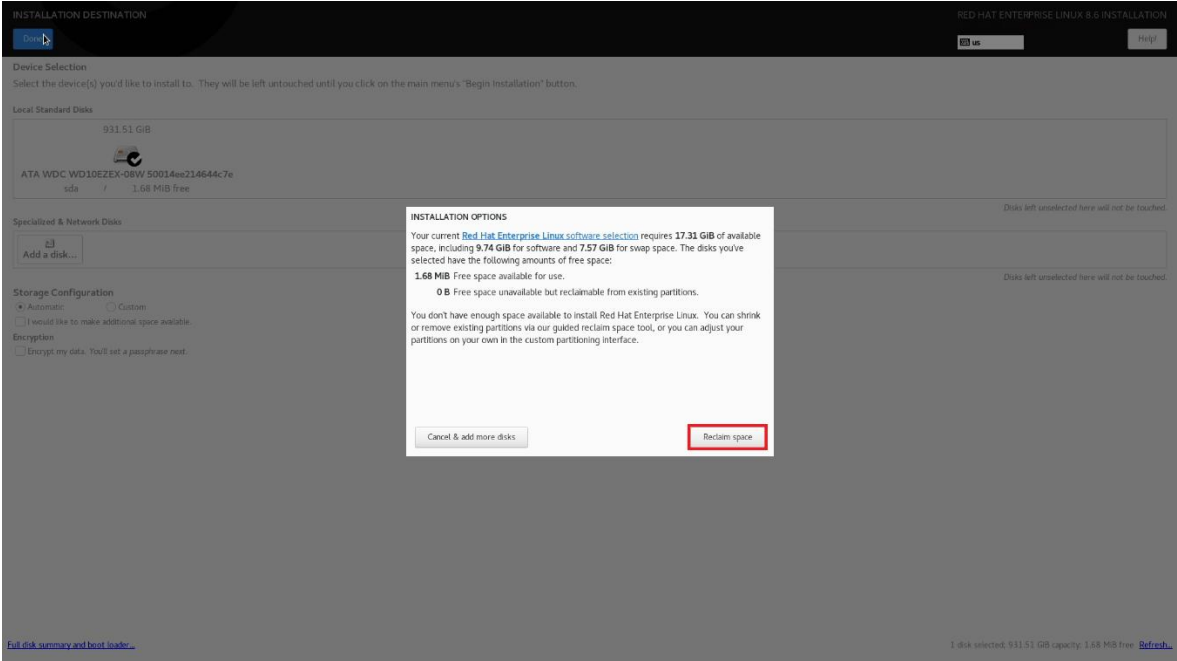 INSTALLATION DESTINATION
RED HAT ENTERPRISE LINUX 8.6 INSTALLATION
Done
us
Help!
Device Selection
Select the device(s) you'd like to install to. They will be left untouched until you click on the main menu's "Begin Installation" button.
Local Standard Disks
931.51 GiB
ATA WDC WD10EZEX-08W 50014ee214644c7e
sda / 1.68 MiB free
Disks left unselected here will not be touched.
Specialized & Network Disks
Add a disk...
Disks left unselected here will not be touched.
Storage Configuration
Automatic Custom
I would like to make additional space available.
Encryption
Encrypt my data. You'll set a passphrase next.
INSTALLATION OPTIONS
Your current Red Hat Enterprise Linux software selection requires 17.31 GiB of available
space, including 9.74 GiB for software and 7.57 GiB for swap space. The disks you've
selected have the following amounts of free space:
1.68 MiB Free space available for use.
0 B Free space unavailable but reclaimable from existing partitions.
You don't have enough space available to install Red Hat Enterprise Linux. You can shrink
or remove existing partitions via our guided reclaim space tool, or you can adjust your
partitions on your own in the custom partitioning interface.
Cancel & add more disks
Reclaim space
Full disk summary and boot loader...
1 disk selected; 931.51 GiB capacity; 1.68 MiB free Refresh...